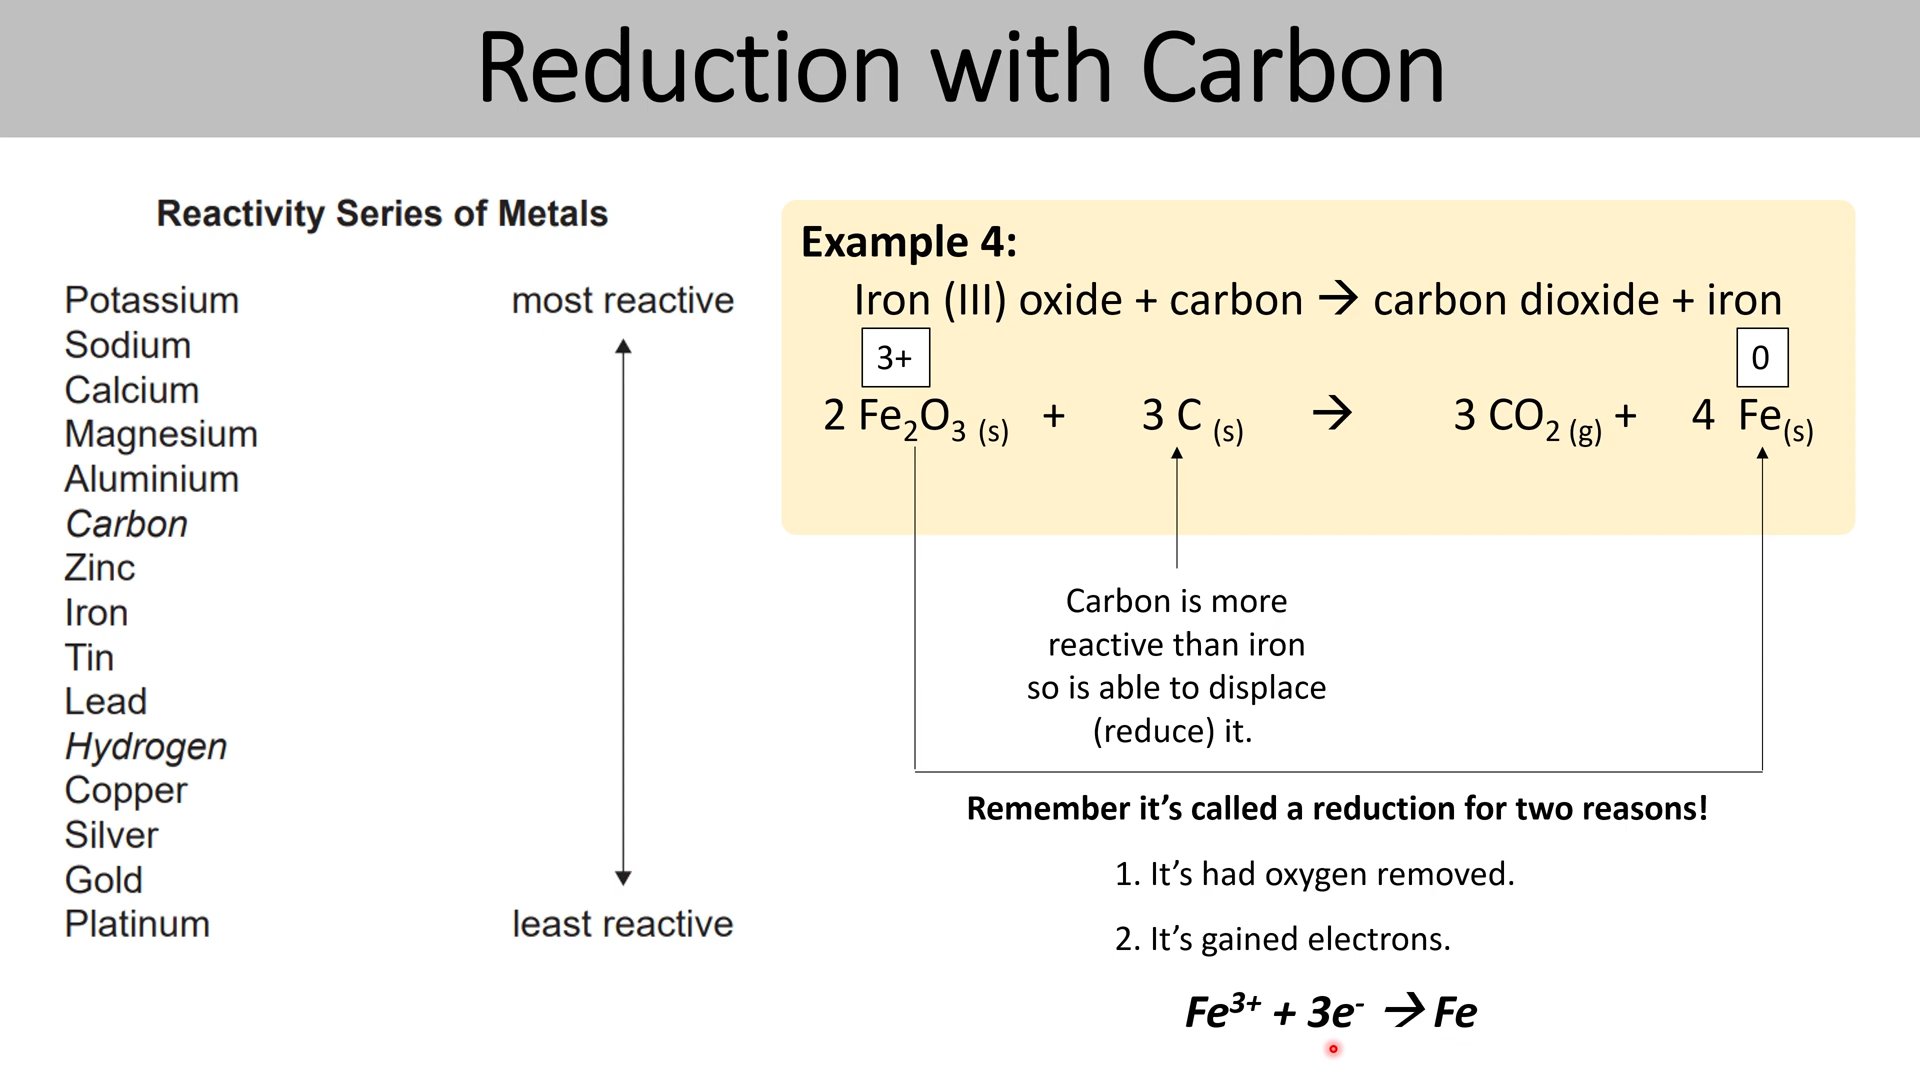 Reduction with Carbon
Reactivity Series of Metals
Potassium most reactive
Sodium
Calcium
Magnesium
Aluminium
Carbon
Zinc
Iron
Tin
Lead
Hydrogen
Copper
Silver
Gold
Platinum least reactive
Example 4:
Iron (III) oxide + carbon → carbon dioxide + iron
3+ 0
2 Fe₂O₃ (s) + 3 C (s) → 3 CO₂ (g) + 4 Fe(s)
Carbon is more
reactive than iron
so is able to displace
(reduce) it.
Remember it’s called a reduction for two reasons!
1. It’s had oxygen removed.
2. It’s gained electrons.
Fe³⁺ + 3e⁻ → Fe